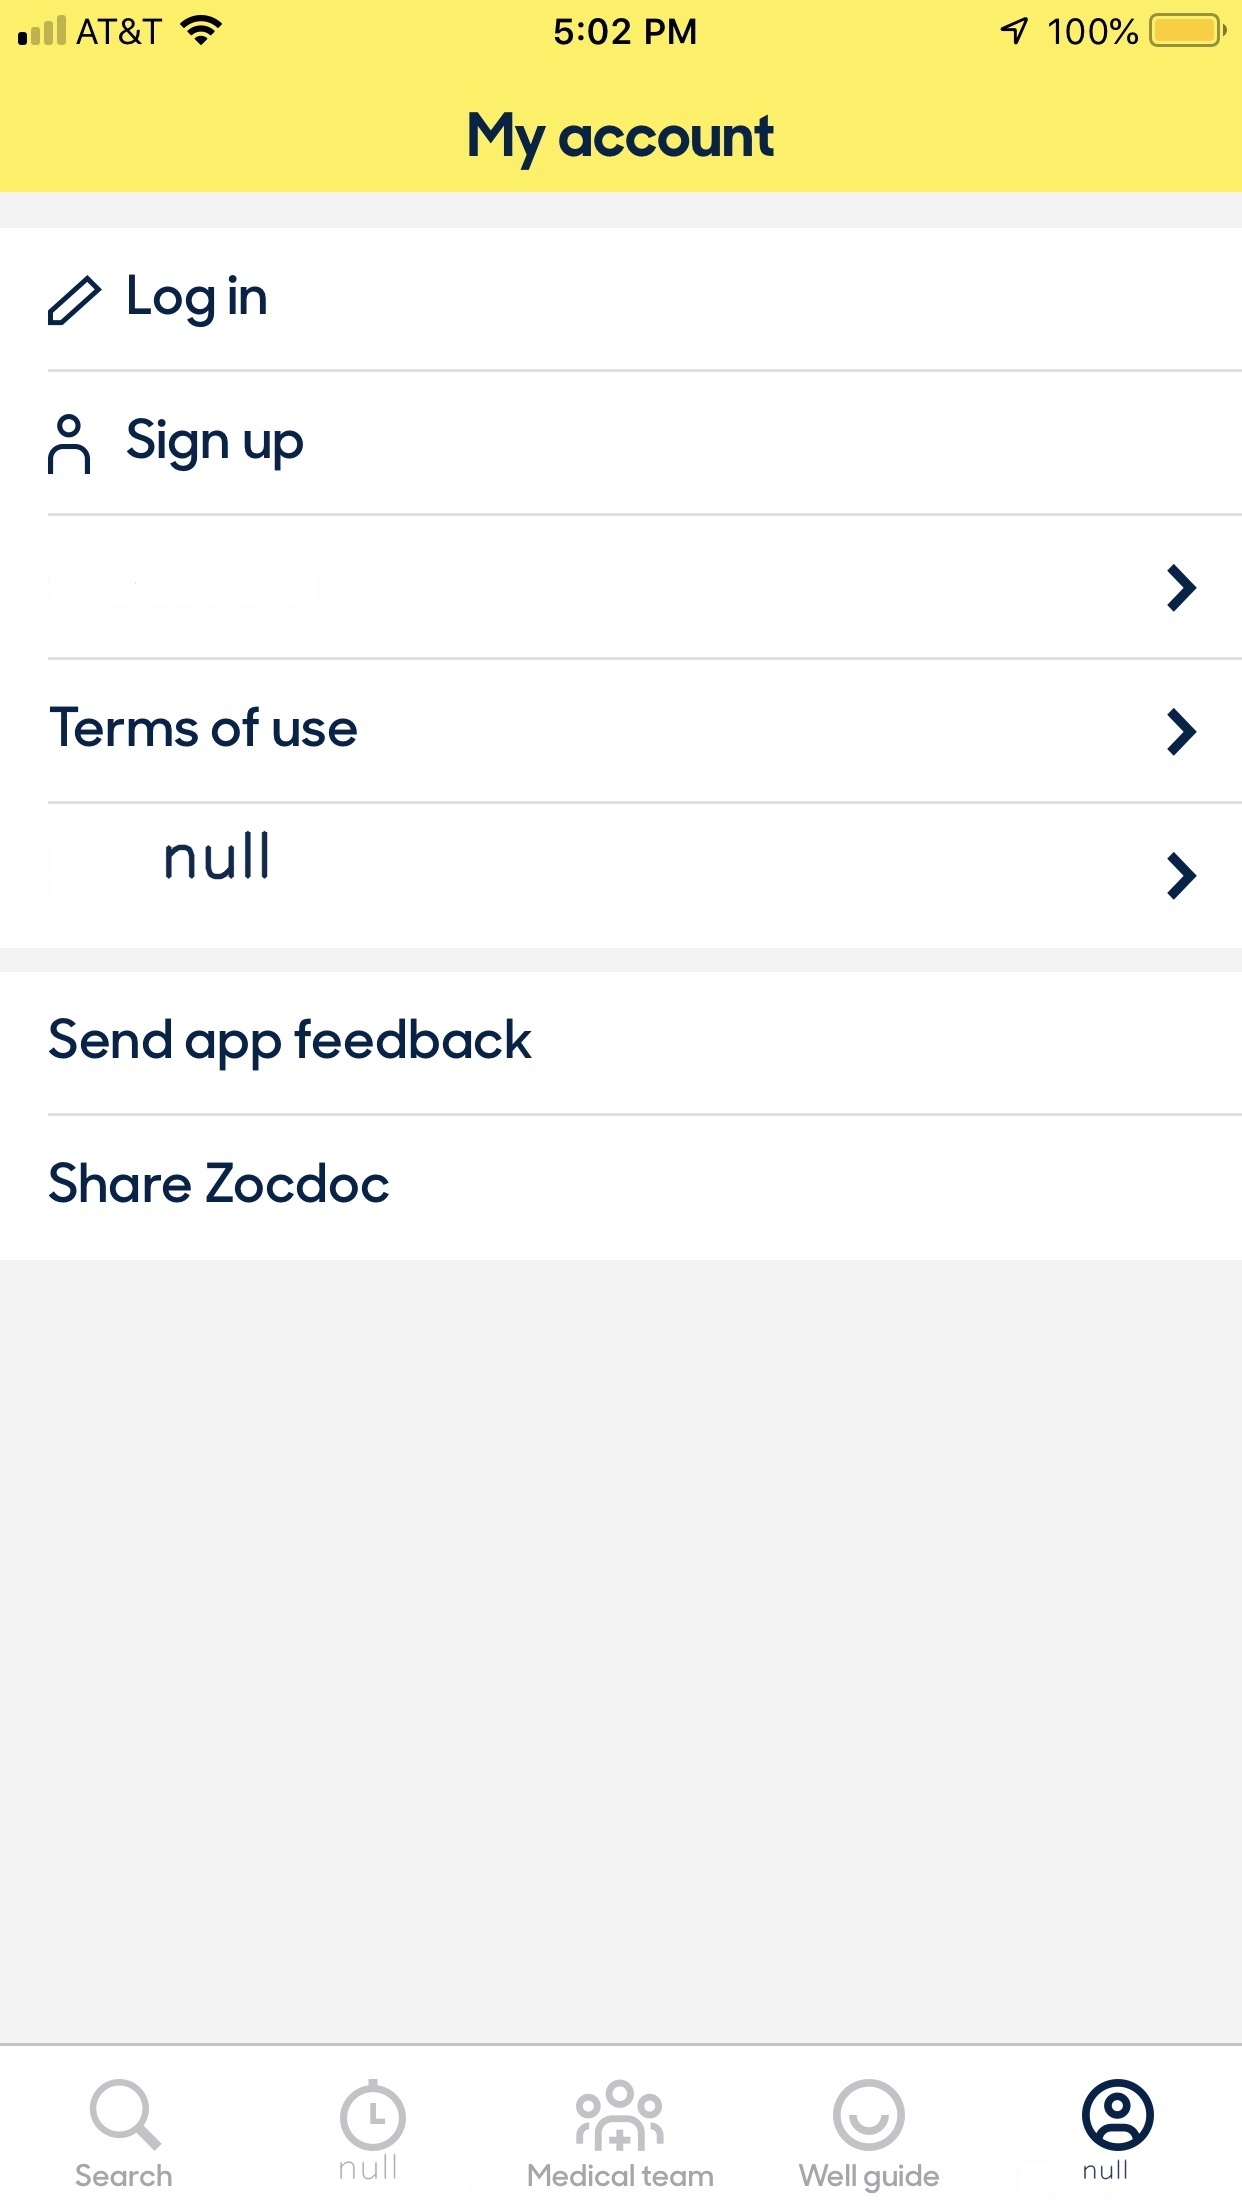 AT&T 5:02 PM 100%
My account
Log in
Sign up
Terms of use
null
Send app feedback
Share Zocdoc
Search null Medical team Well guide null